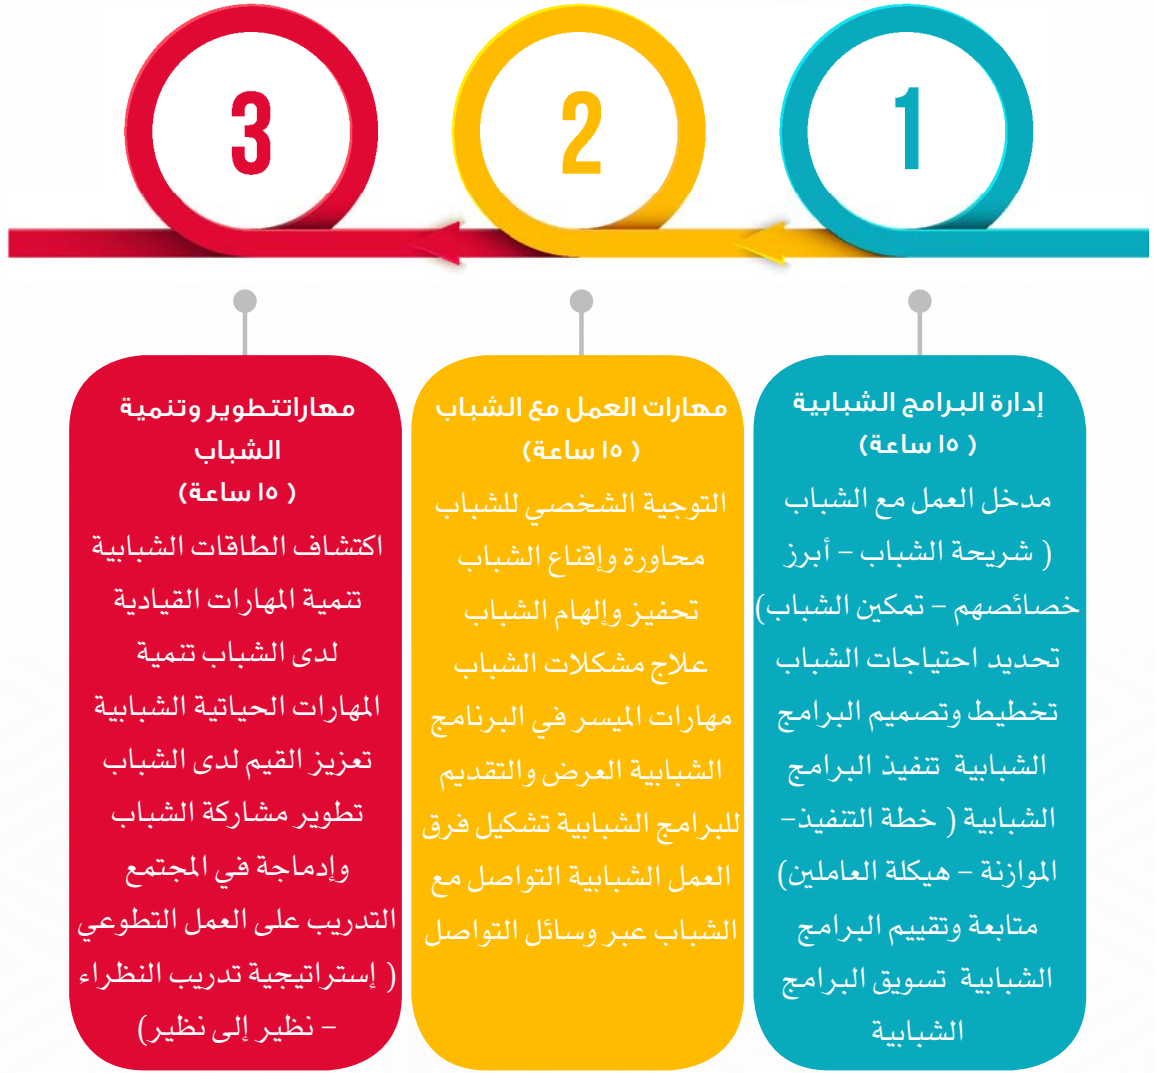 1
2
3
إدارة البرامج الشبابية
( ١٥ ساعة)
مدخل العمل مع الشباب
( شريحة الشباب – أبرز
خصائصهم – تمكين الشباب)
تحديد احتياجات الشباب
تخطيط وتصميم البرامج
الشبابية تنفيذ البرامج
الشبابية ( خطة التنفيذ–
الموازنة – هيكلة العاملين)
متابعة وتقييم البرامج
الشبابية تسويق البرامج
الشبابية
مهارات العمل مع الشباب
( ١٥ ساعة)
التوجية الشخصي للشباب
محاورة وإقناع الشباب
تحفيز وإلهام الشباب
علاج مشكلات الشباب
مهارات الميسر في البرنامج
الشبابية العرض والتقديم
للبرامج الشبابية تشكيل فرق
العمل الشبابية التواصل مع
الشباب عبر وسائل التواصل
مهاراتتطوير وتنمية
الشباب
( ١٥ ساعة)
اكتشاف الطاقات الشبابية
تنمية المهارات القيادية
لدى الشباب تنمية
المهارات الحياتية الشبابية
تعزيز القيم لدى الشباب
تطوير مشاركة الشباب
وإدماجة في المجتمع
التدريب على العمل التطوعي
( إستراتيجية تدريب النظراء
– نظير إلى نظير)